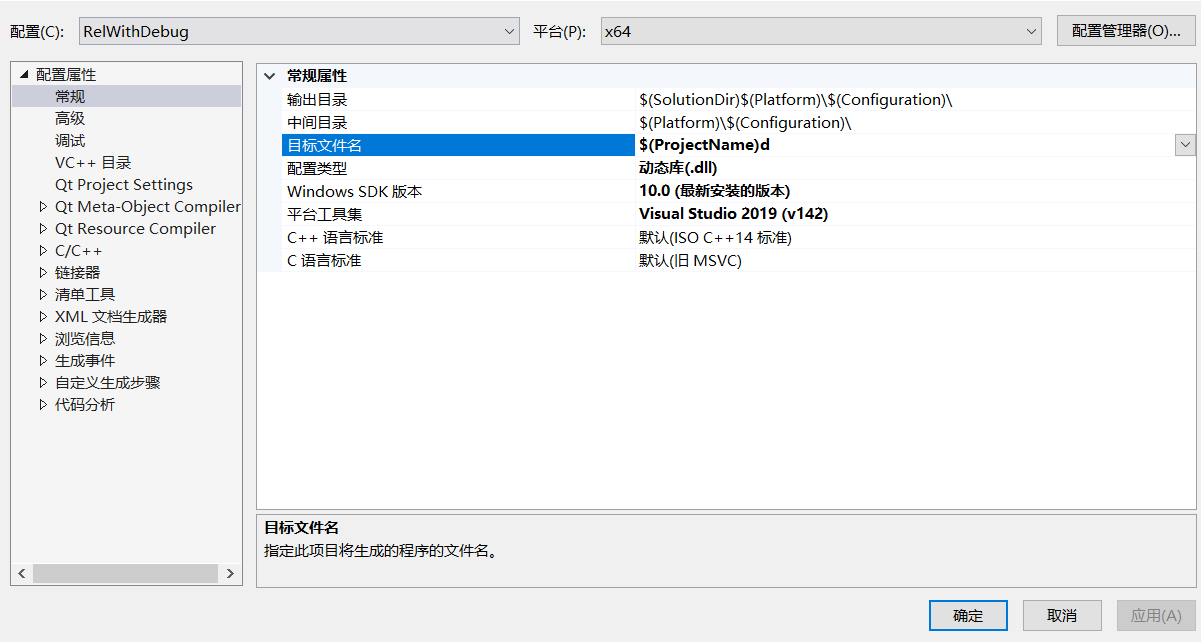 配置(C): RelWithDebug 平台(P): x64 配置管理器(O)...
配置属性
常规
高级
调试
VC++ 目录
Qt Project Settings
Qt Meta-Object Compiler
Qt Resource Compiler
C/C++
链接器
清单工具
XML 文档生成器
浏览信息
生成事件
自定义生成步骤
代码分析
常规属性
输出目录 $(SolutionDir)$(Platform)\$(Configuration)\
中间目录 $(Platform)\$(Configuration)\
目标文件名 $(ProjectName)d
配置类型 动态库(.dll)
Windows SDK 版本 10.0 (最新安装的版本)
平台工具集 Visual Studio 2019 (v142)
C++ 语言标准 默认(ISO C++14 标准)
C 语言标准 默认(旧 MSVC)
目标文件名
指定此项目将生成的程序的文件名。
确定 取消 应用(A)